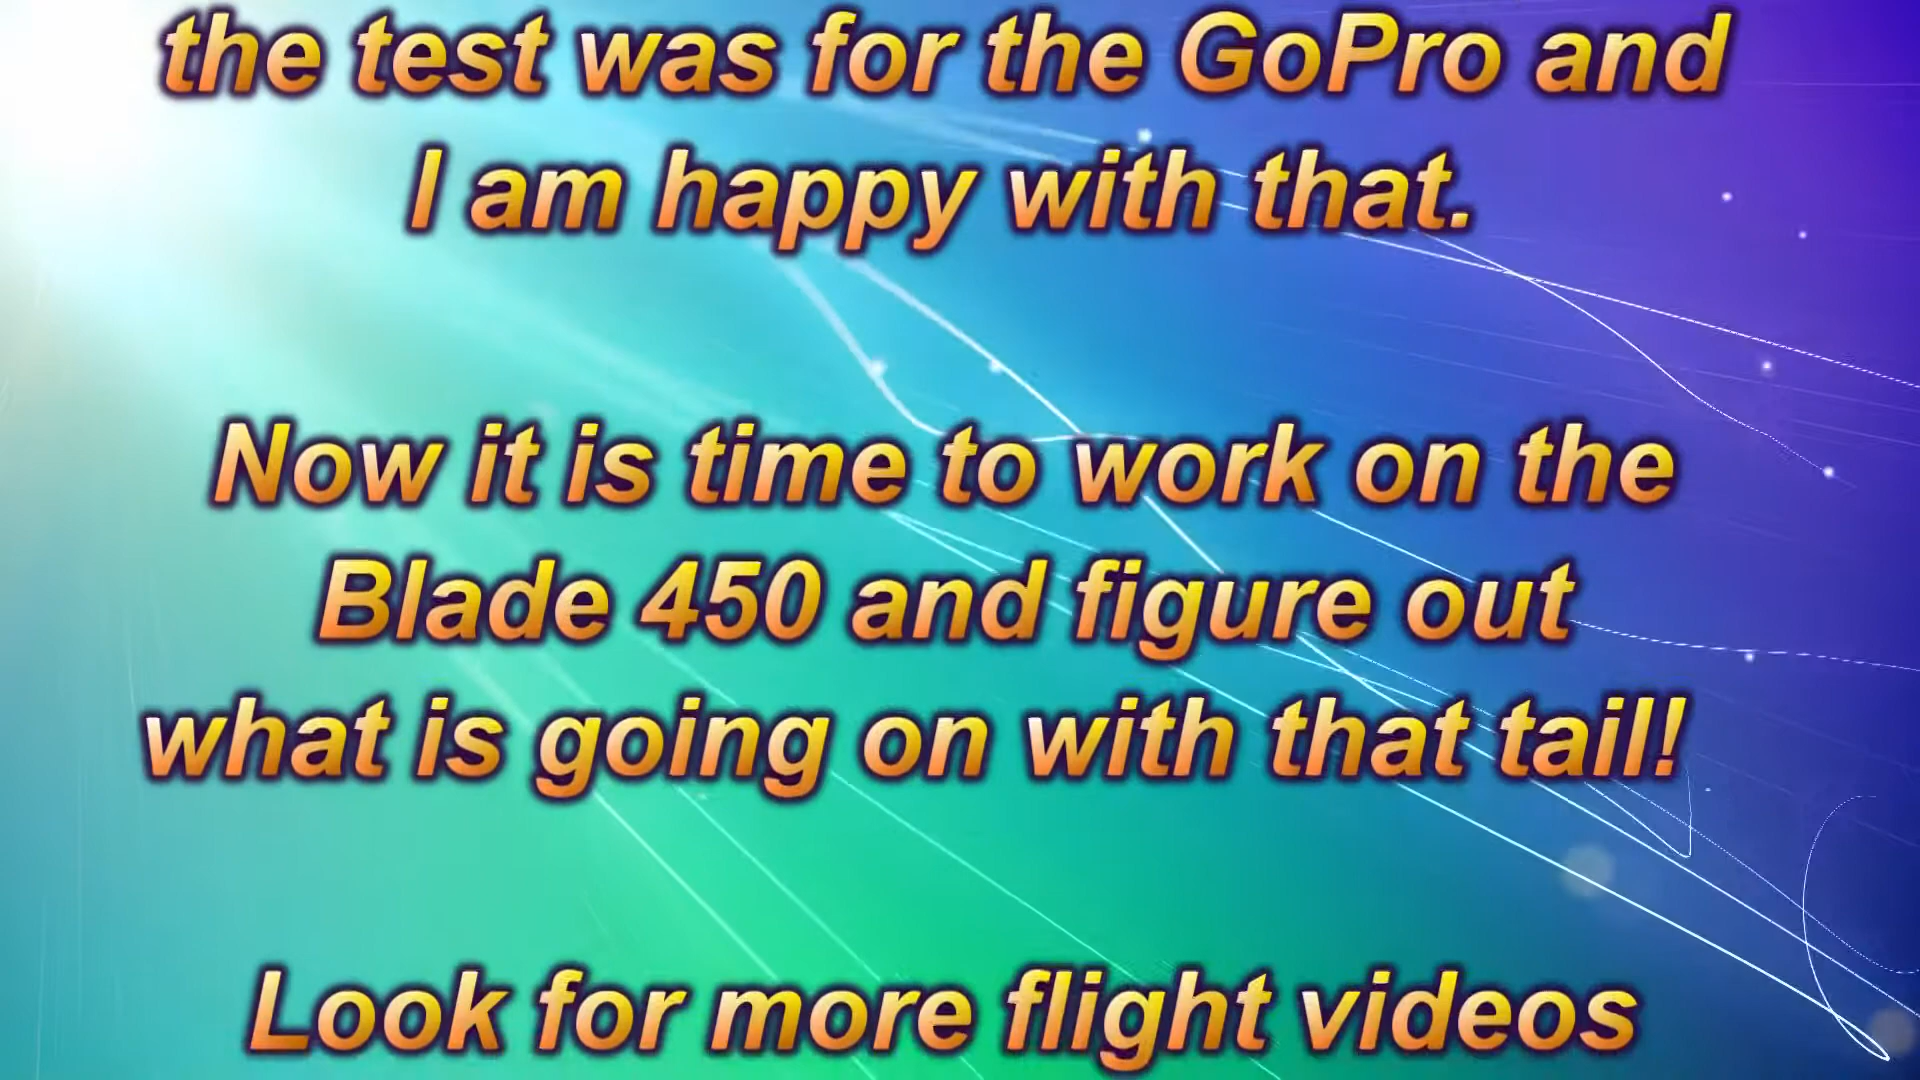 the test was for the GoPro and
I am happy with that.
Now it is time to work on the
Blade 450 and figure out
what is going on with that tail!
Look for more flight videos